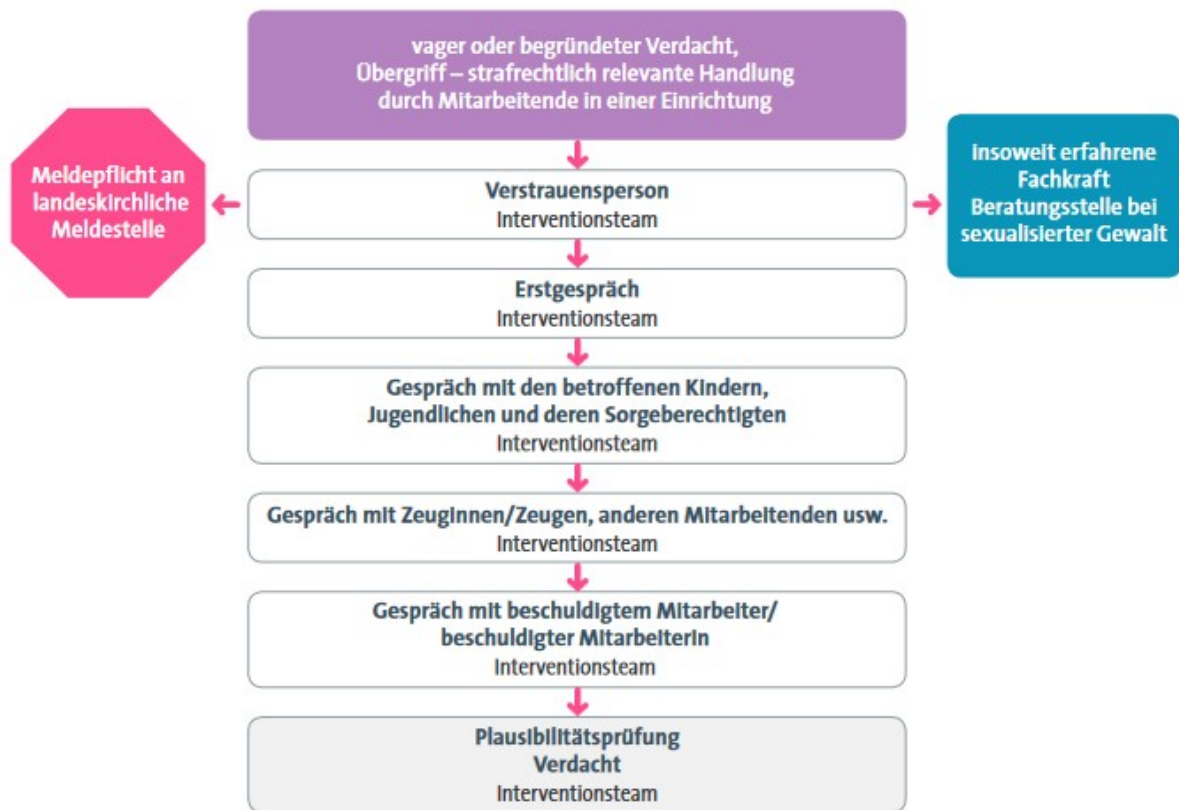 vager oder begründeter Verdacht,
Übergriff – strafrechtlich relevante Handlung
durch Mitarbeitende in einer Einrichtung
Meldepflicht an
landeskirchliche
Meldestelle
Verstrauensperson
Interventionsteam
insoweit erfahrene
Fachkraft
Beratungsstelle bei
sexualisierter Gewalt
Erstgespräch
Interventionsteam
Gespräch mit den betroffenen Kindern,
Jugendlichen und deren Sorgeberechtigten
Interventionsteam
Gespräch mit Zeuginnen/Zeugen, anderen Mitarbeitenden usw.
Interventionsteam
Gespräch mit beschuldigtem Mitarbeiter/
beschuldigter Mitarbeiterin
Interventionsteam
Plausibilitätsprüfung
Verdacht
Interventionsteam